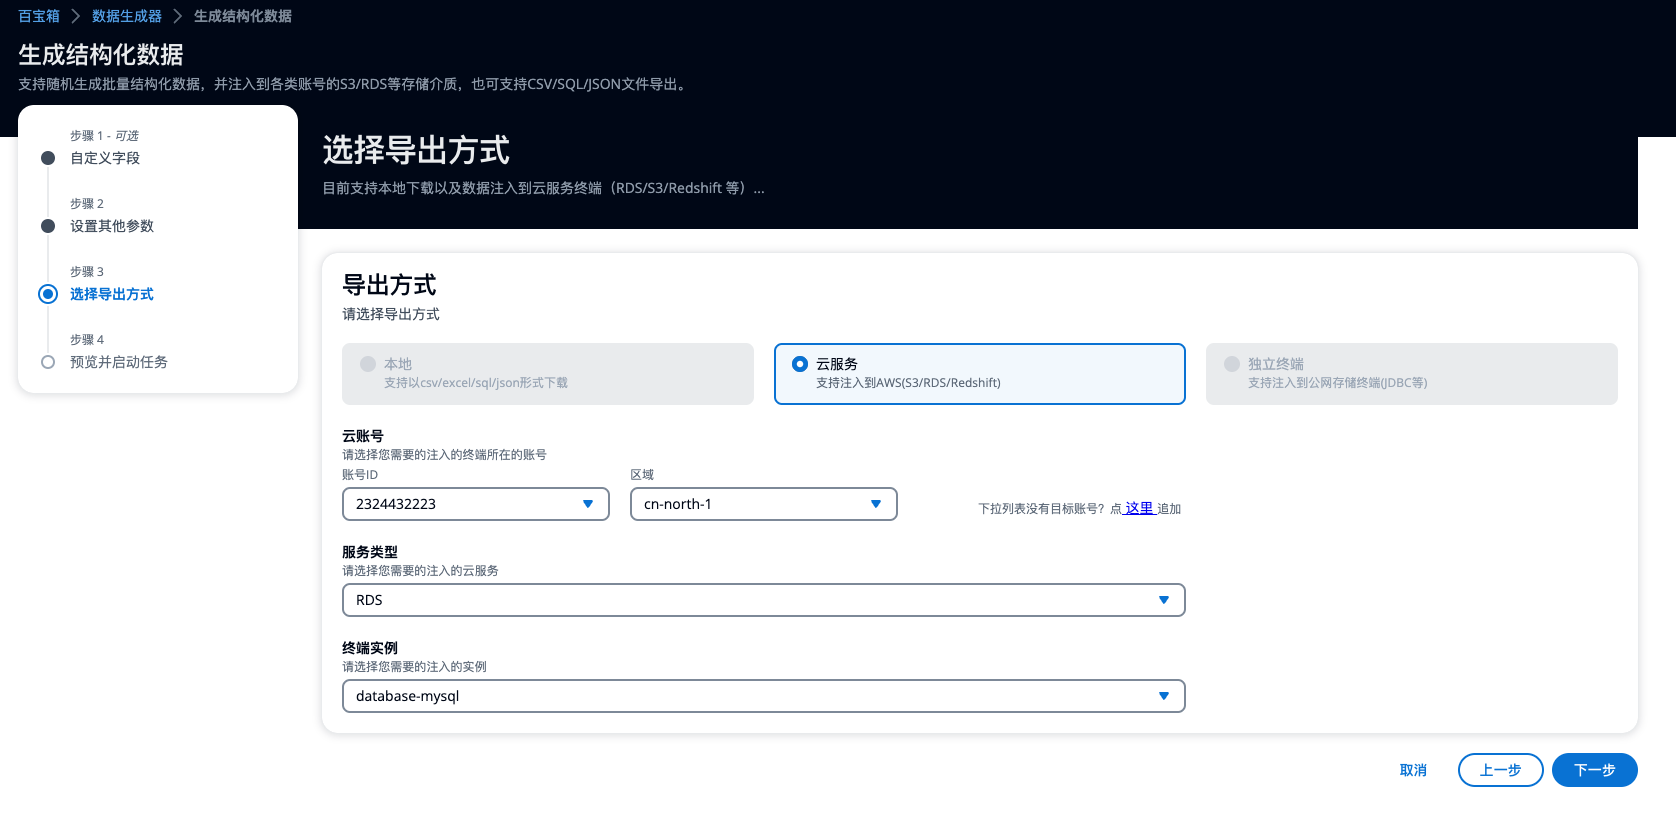 百宝箱 > 数据生成器 > 生成结构化数据
生成结构化数据
支持随机生成批量结构化数据，并注入到各类账号的S3/RDS等存储介质，也可支持CSV/SQL/JSON文件导出。
步骤 1 - 可选
自定义字段
步骤 2
设置其他参数
步骤 3
选择导出方式
步骤 4
预览并启动任务
选择导出方式
目前支持本地下载以及数据注入到云服务终端（RDS/S3/Redshift 等）...
导出方式
请选择导出方式
本地
支持以csv/excel/sql/json形式下载
云服务
支持注入到AWS(S3/RDS/Redshift)
独立终端
支持注入到公网存储终端(JDBC等)
云账号
请选择您需要的注入的终端所在的账号
账号ID
2324432223
区域
cn-north-1
下拉列表没有目标账号？点 这里 追加
服务类型
请选择您需要的注入的云服务
RDS
终端实例
请选择您需要的注入的实例
database-mysql
取消
上一步
下一步